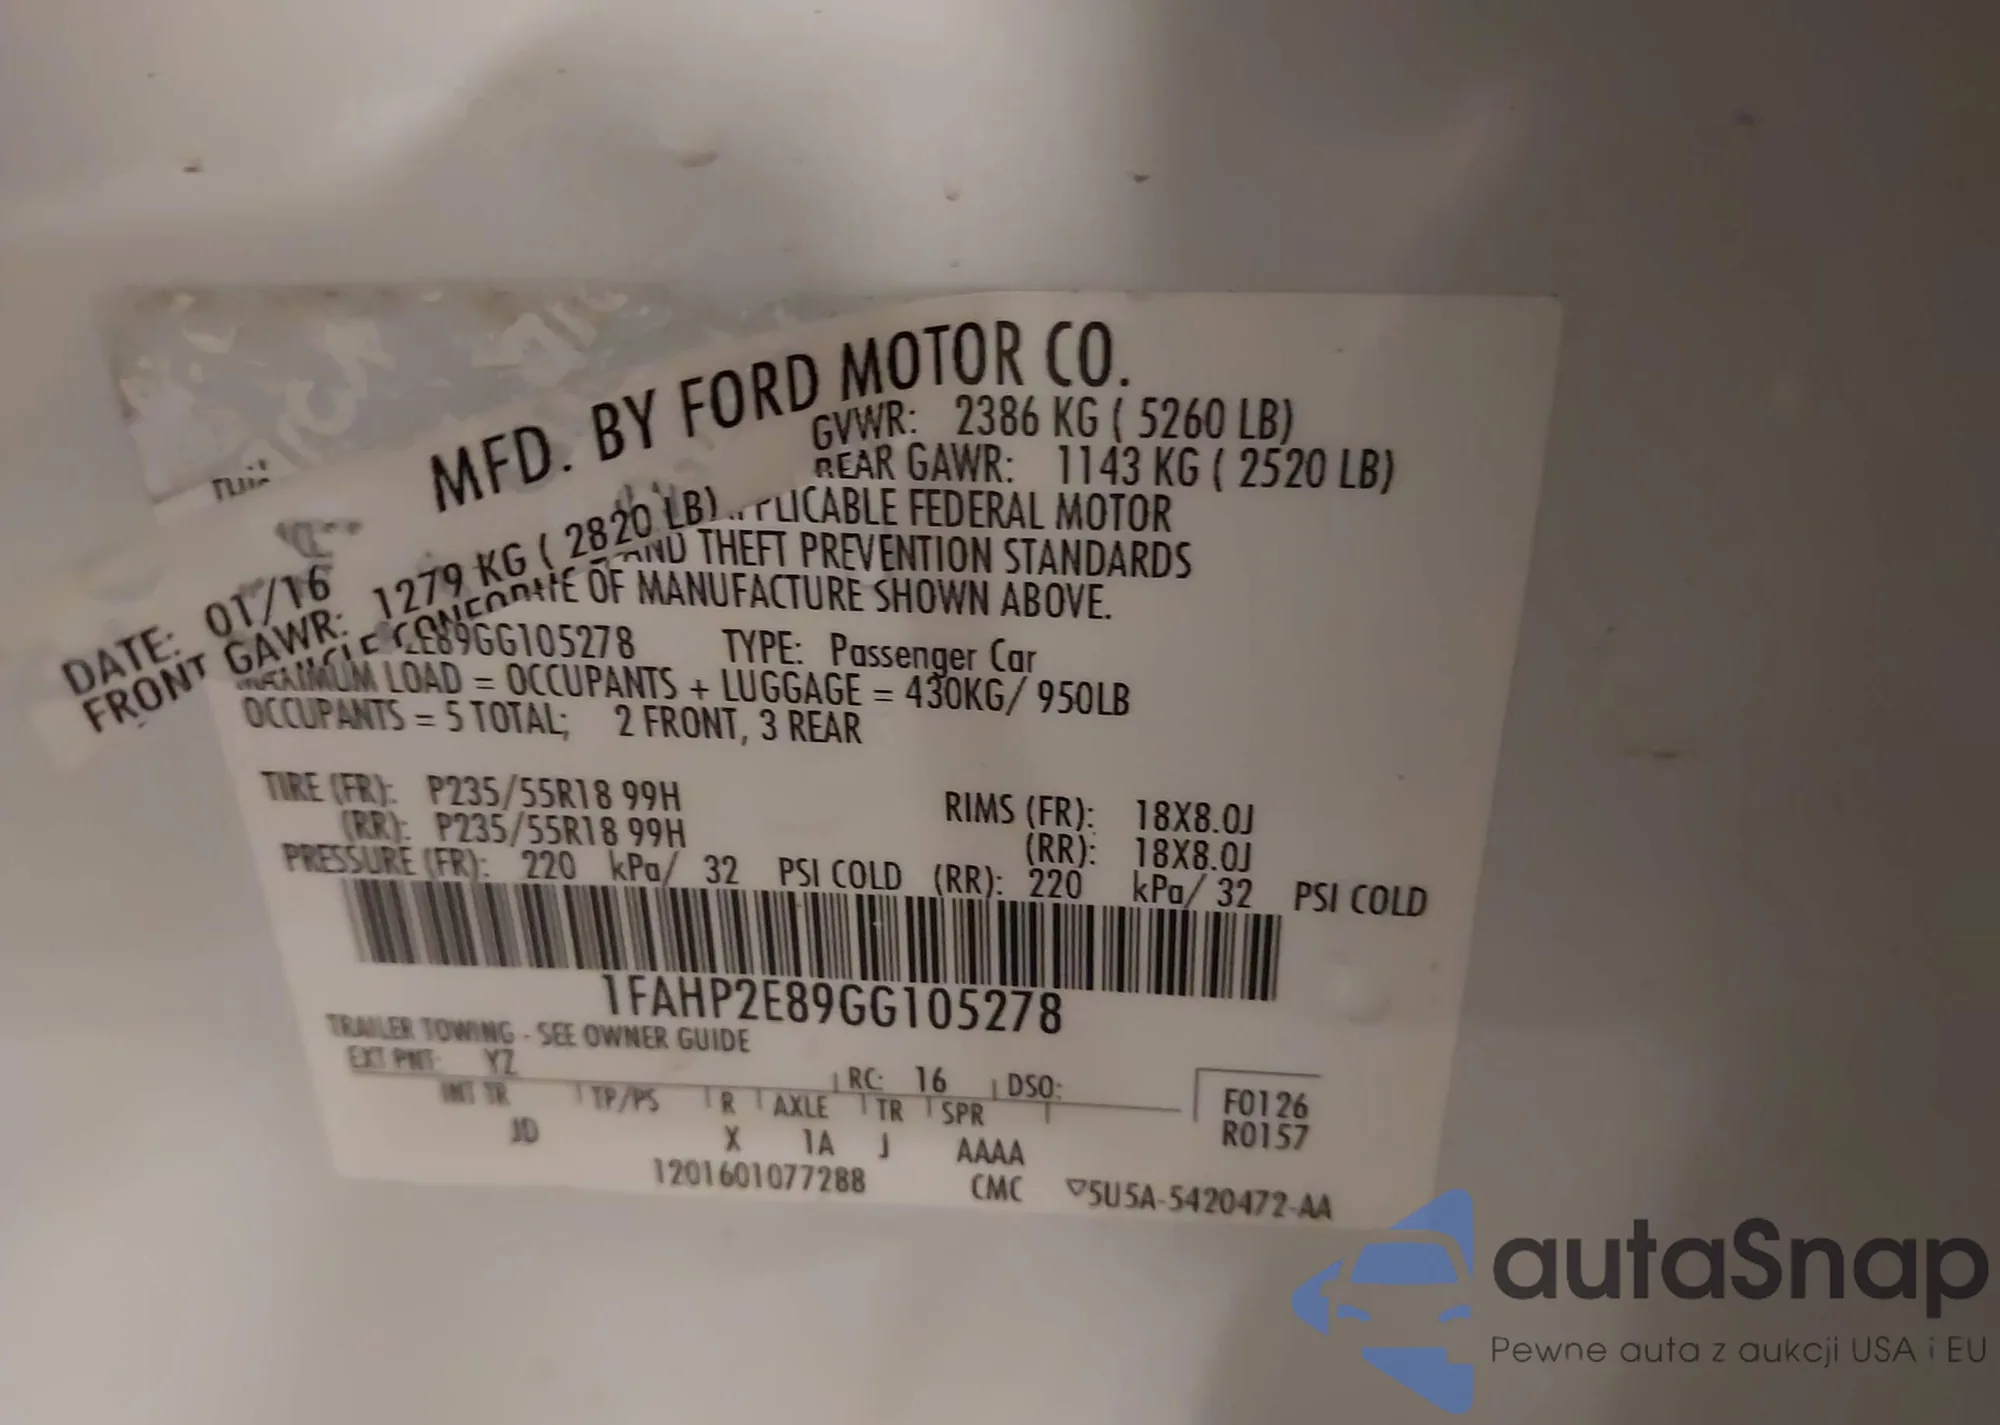 MFD. BY FORD MOTOR CO.
DATE: 01/16
GVWR: 2386 KG ( 5260 LB)
FRONT GAWR: 1279 KG ( 2820 LB)
REAR GAWR: 1143 KG ( 2520 LB)
FEDERAL MOTOR
AND THEFT PREVENTION STANDARDS
OF MANUFACTURE SHOWN ABOVE.
2E89GG105278 TYPE: Passenger Car
MAXIMUM LOAD = OCCUPANTS + LUGGAGE = 430KG/ 950LB
OCCUPANTS = 5 TOTAL; 2 FRONT, 3 REAR
TIRE (FR): P235/55R18 99H RIMS (FR): 18X8.0J
(RR): P235/55R18 99H (RR): 18X8.0J
PRESSURE (FR): 220 kPa/ 32 PSI COLD (RR): 220 kPa/ 32 PSI COLD
1FAHP2E89GG105278
TRAILER TOWING - SEE OWNER GUIDE
EXT PNT: YZ RC: 16 DSO: F0126
INT TR TP/PS R AXLE TR SPR R0157
JD X 1A J AAAA
1201601077288 CMC 5U5A-5420472-AA
autaSnap
Pewne auta z aukcji USA i EU